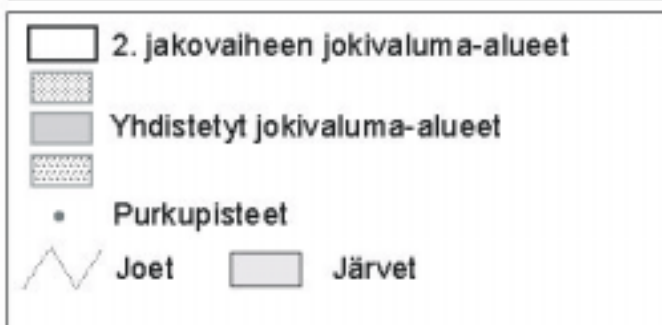 2. jakovaiheen jokivaluma-alueet
Yhdistetyt jokivaluma-alueet
Purkupisteet
Joet Järvet